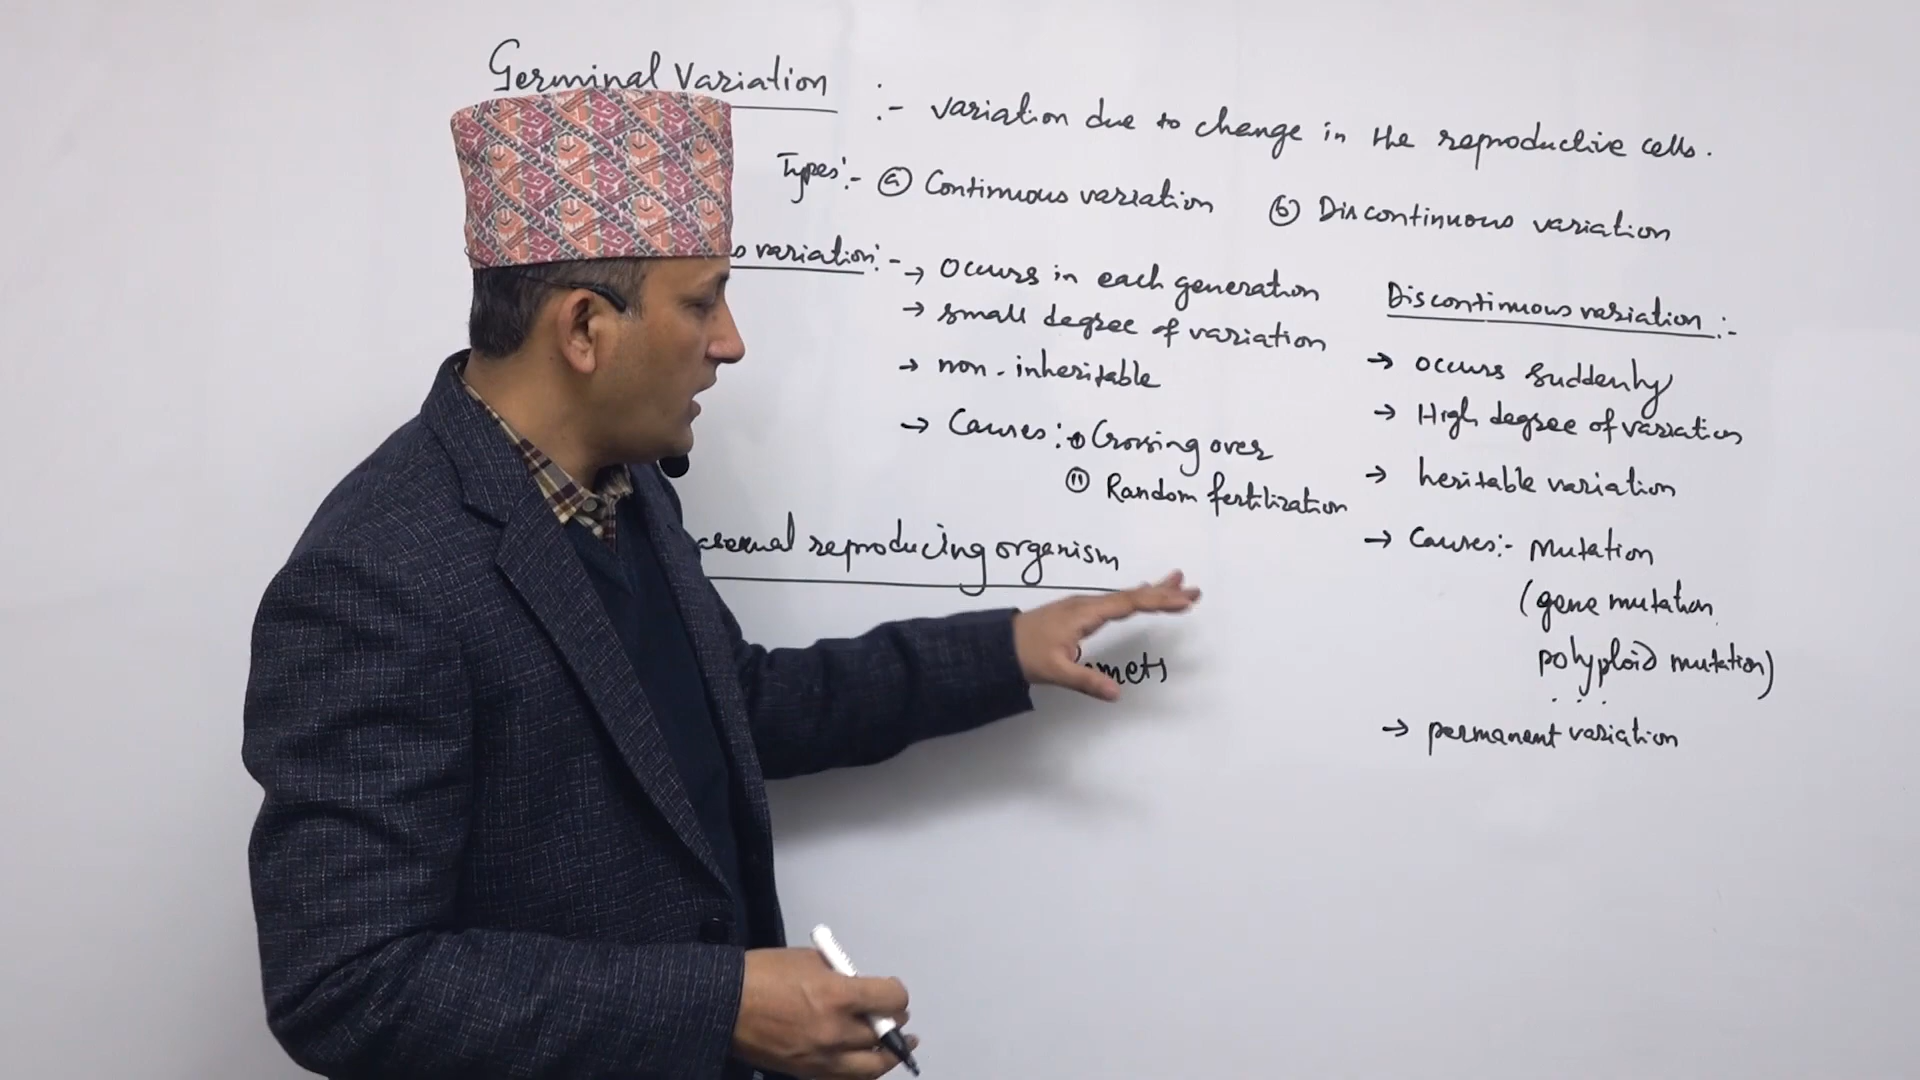 Germinal Variation :- variation due to change in the reproductive cells.
Types:- ⓐ Continuous variation ⓑ Discontinuous variation
variation:- → Occurs in each generation
→ small degree of variation
→ non-inheritable
→ Causes: ⓘ Crossing over
ⓘⓘ Random fertilization
asexual reproducing organism
Discontinuous variation:-
→ occurs suddenly
→ High degree of variation
→ heritable variation
→ Causes:- Mutation
(gene mutation,
polyploid mutation)
...
→ permanent variation